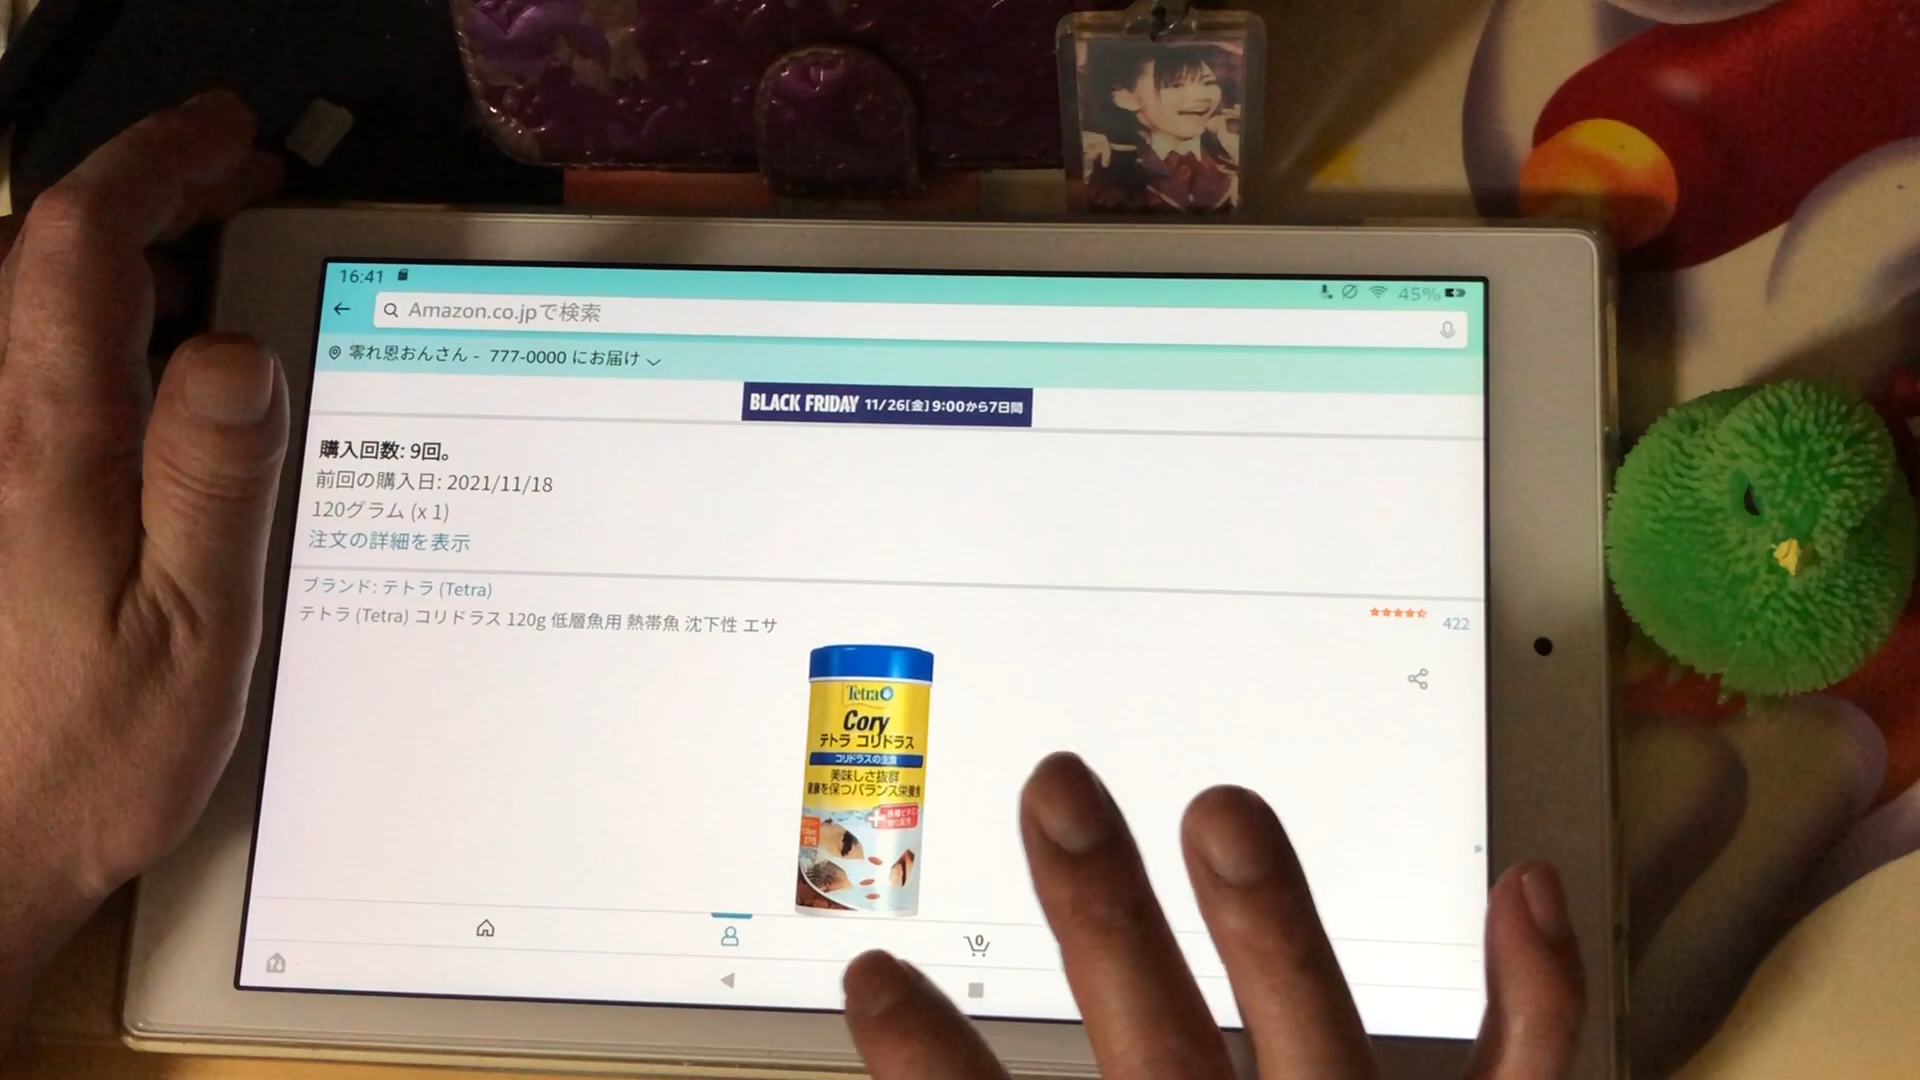 16:41
45%
Amazon.co.jpで検索
零れ恩おんさん - 777-0000 にお届け
BLACK FRIDAY 11/26[金]9:00から7日間
購入回数: 9回。
前回の購入日: 2021/11/18
120グラム (x 1)
注文の詳細を表示
ブランド: テトラ (Tetra)
テトラ (Tetra) コリドラス 120g 低層魚用 熱帯魚 沈下性 エサ
422
Tetra
Cory
テトラ コリドラス
コリドラスの主食
美味しさ抜群
健康を保つバランス栄養食
0